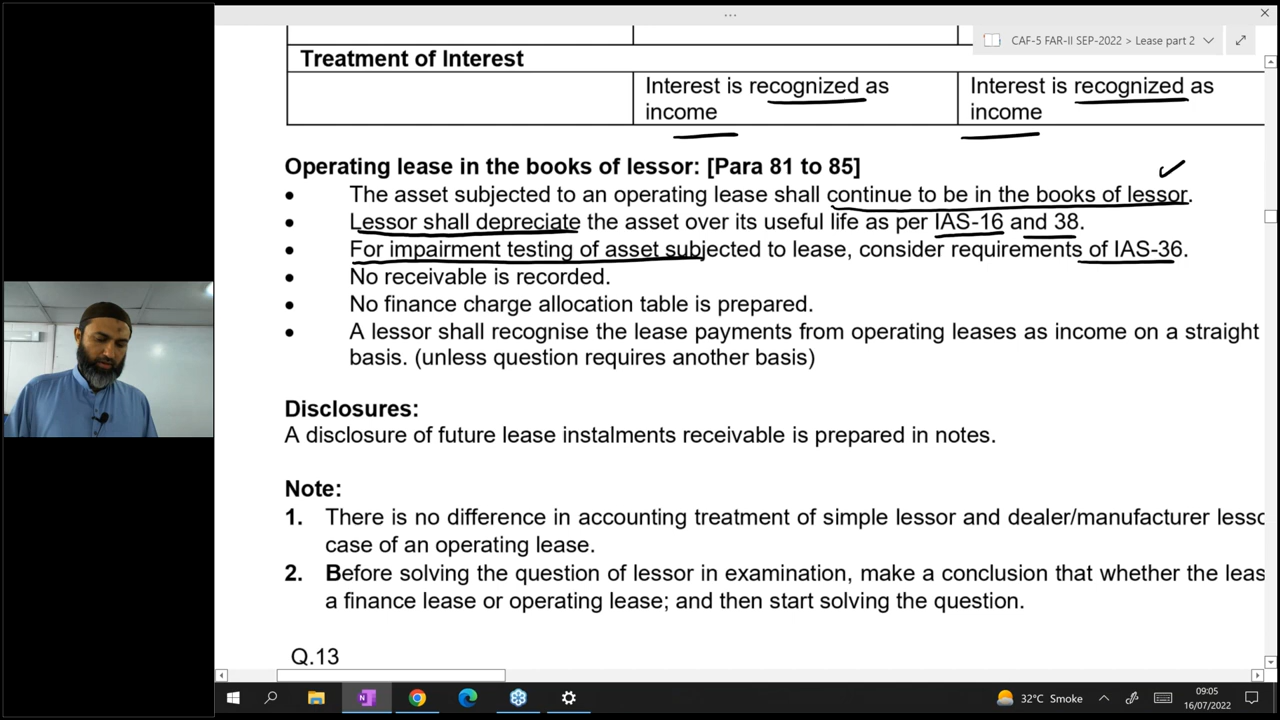 CAF-5 FAR-II SEP-2022 > Lease part 2
Treatment of Interest
Interest is recognized as income
Interest is recognized as income
Operating lease in the books of lessor: [Para 81 to 85]
• The asset subjected to an operating lease shall continue to be in the books of lessor.
• Lessor shall depreciate the asset over its useful life as per IAS-16 and 38.
• For impairment testing of asset subjected to lease, consider requirements of IAS-36.
• No receivable is recorded.
• No finance charge allocation table is prepared.
• A lessor shall recognise the lease payments from operating leases as income on a straight
basis. (unless question requires another basis)
Disclosures:
A disclosure of future lease instalments receivable is prepared in notes.
Note:
1. There is no difference in accounting treatment of simple lessor and dealer/manufacturer
case of an operating lease.
2. Before solving the question of lessor in examination, make a conclusion that whether the
a finance lease or operating lease; and then start solving the question.
Q.13
32°C Smoke
09:05
16/07/2022